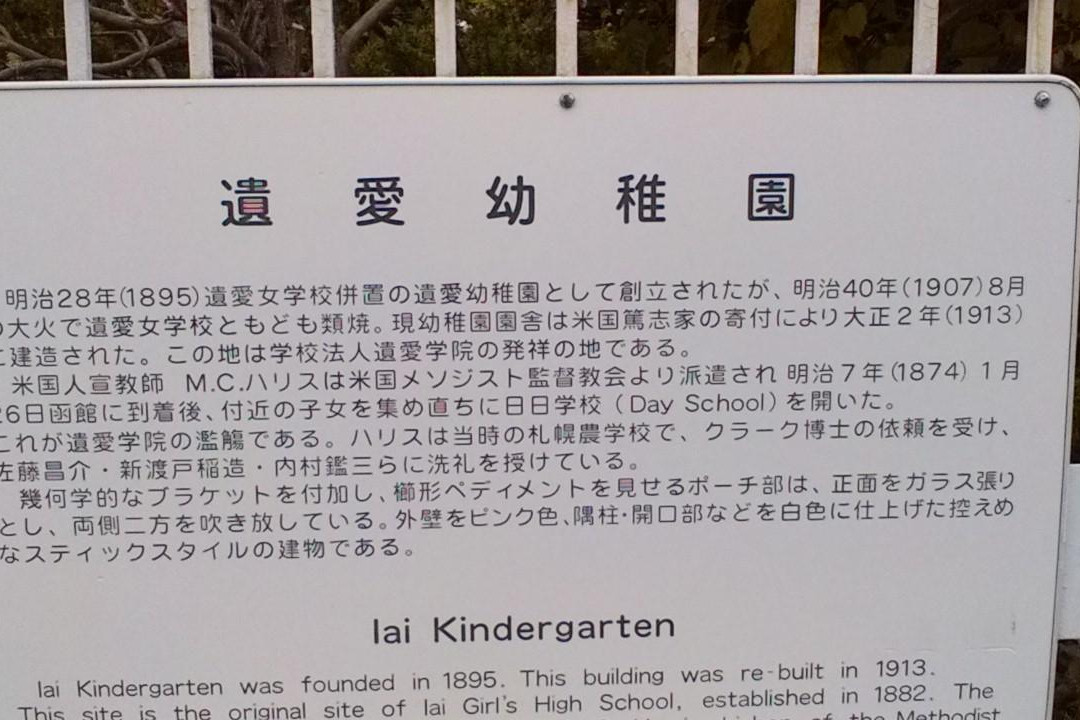 遺愛幼稚園
明治28年(1895)遺愛女学校併置の遺愛幼稚園として創立されたが、明治40年(1907)8月
の大火で遺愛女学校ともども類焼。現幼稚園園舎は米国篤志家の寄付により大正2年(1913)
に建造された。この地は学校法人遺愛学院の発祥の地である。
米国人宣教師 M.C.ハリスは米国メソジスト監督教会より派遣され 明治7年(1874)1月
26日函館に到着後、付近の子女を集め直ちに日日学校(Day School)を開いた。
これが遺愛学院の濫觴である。ハリスは当時の札幌農学校で、クラーク博士の依頼を受け、
佐藤昌介・新渡戸稲造・内村鑑三らに洗礼を授けている。
幾何学的なブラケットを付加し、櫛形ペディメントを見せるポーチ部は、正面をガラス張り
とし、両側二方を吹き放している。外壁をピンク色、隅柱・開口部などを白色に仕上げた控えめ
なスティックスタイルの建物である。
Iai Kindergarten
Iai Kindergarten was founded in 1895. This building was re-built in 1913.
This site is the original site of Iai Girl's High School, established in 1882. The
of the Methodist